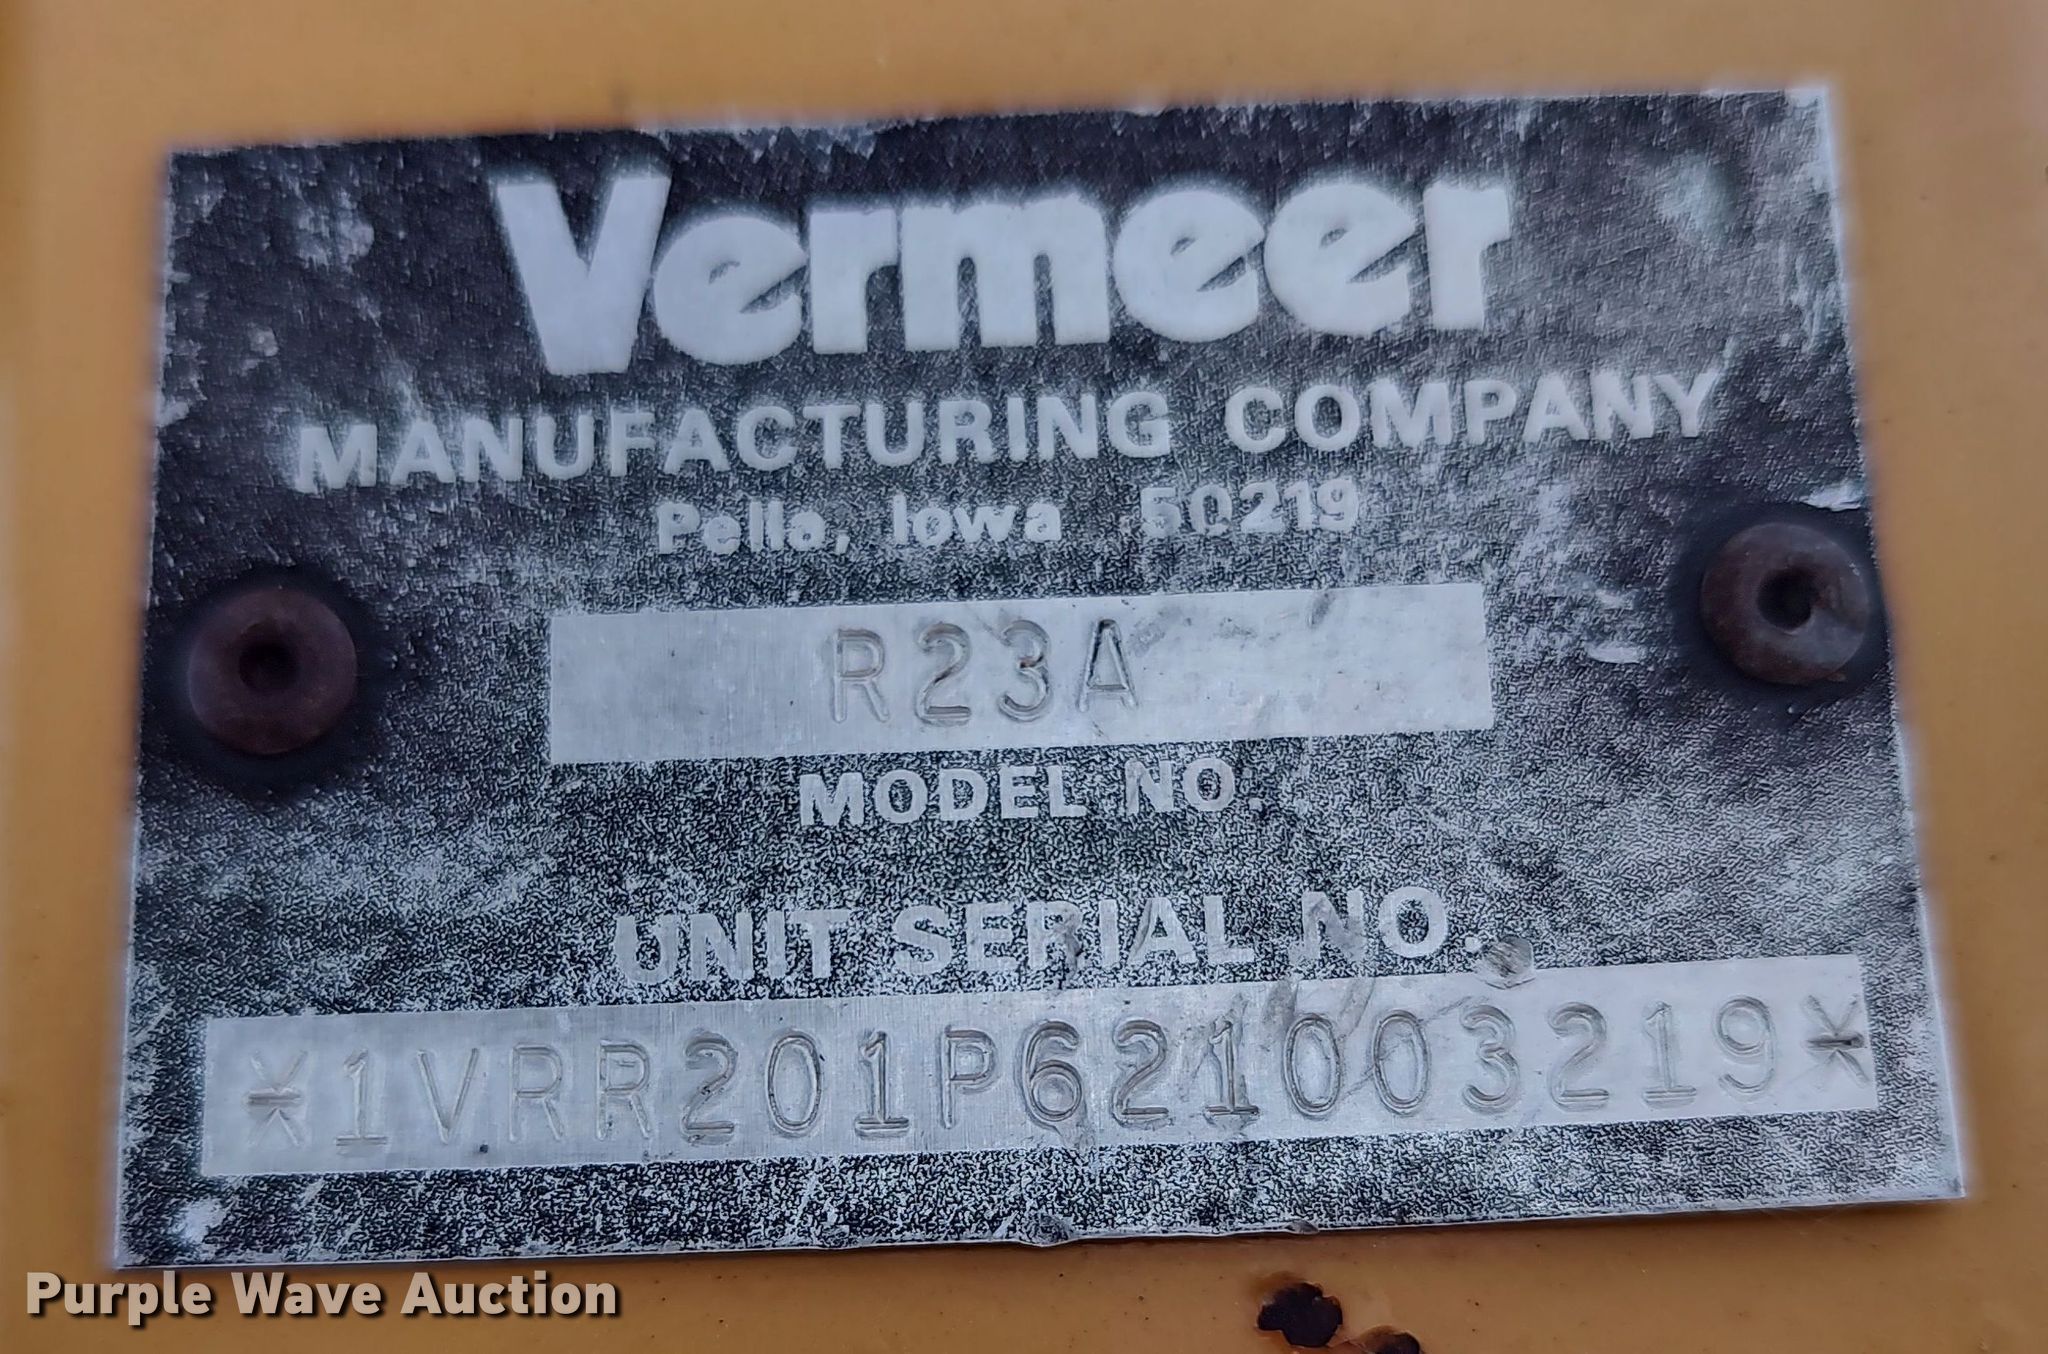 Vermeer
MANUFACTURING COMPANY
Pella, Iowa 50219
R23A
MODEL NO.
UNIT SERIAL NO.
*1VRR201P621003219*
Purple Wave Auction